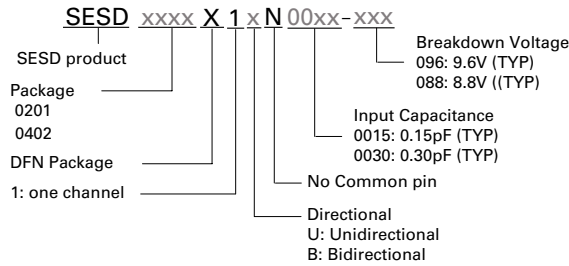 SESD xxxx X 1 x N 00xx-xxx
SESD product
Package
0201
0402
DFN Package
1: one channel
Breakdown Voltage
096: 9.6V (TYP)
088: 8.8V ((TYP)
Input Capacitance
0015: 0.15pF (TYP)
0030: 0.30pF (TYP)
No Common pin
Directional
U: Unidirectional
B: Bidirectional